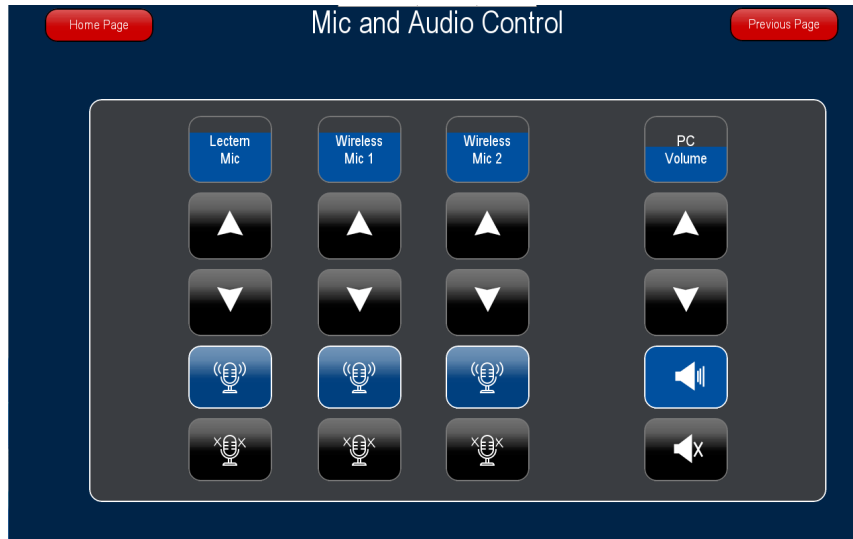 Home Page
Mic and Audio Control
Previous Page
Lectern
Mic
Wireless
Mic 1
Wireless
Mic 2
PC
Volume